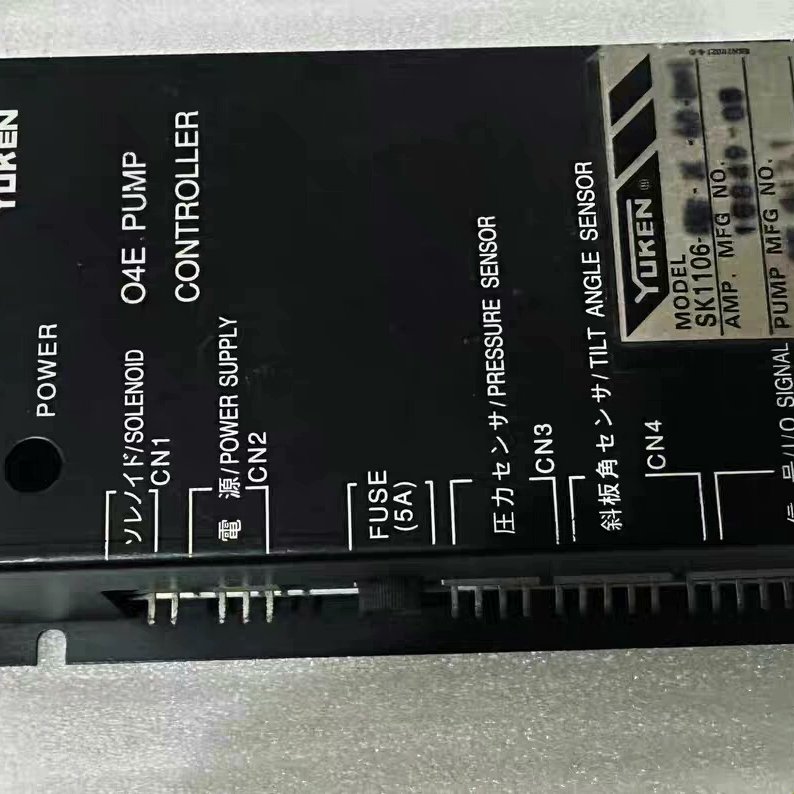 YUKEN
POWER
04E PUMP
CONTROLLER
ソレノイド/SOLENOID
CN1
電 源/POWER SUPPLY
CN2
FUSE
(5A)
圧力センサ/PRESSURE SENSOR
CN3
斜板角センサ/TILT ANGLE SENSOR
CN4
号/I/O SIGNAL
YUKEN
MODEL
SK1106-
AMP. MFG NO.
PUMP MFG NO.